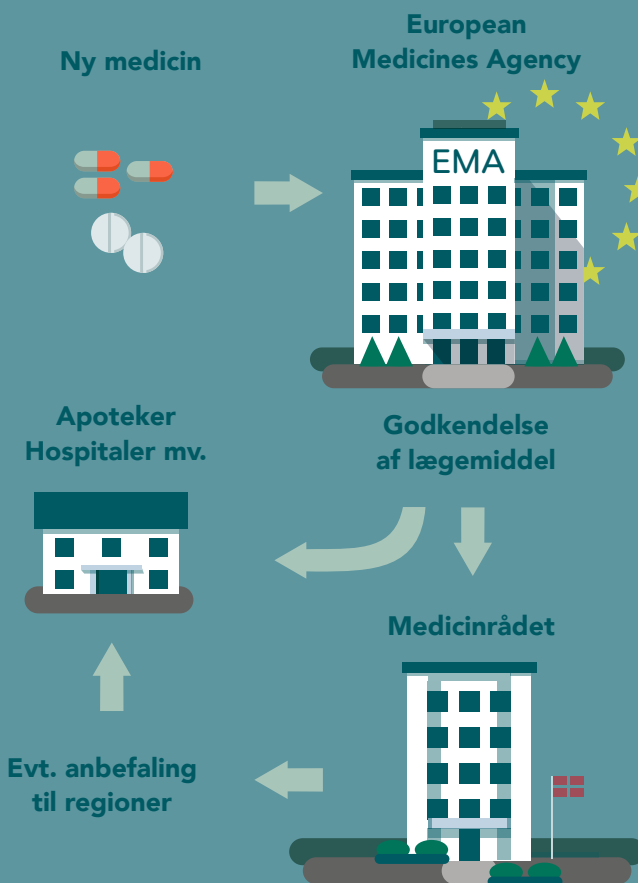 Ny medicin
European
Medicines Agency
EMA
Godkendelse
af lægemiddel
Apoteker
Hospitaler mv.
Medicinrådet
Evt. anbefaling
til regioner